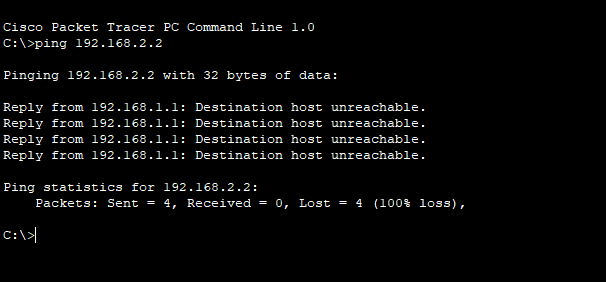 Cisco Packet Tracer PC Command Line 1.0
C:\>ping 192.168.2.2
Pinging 192.168.2.2 with 32 bytes of data:
Reply from 192.168.1.1: Destination host unreachable.
Reply from 192.168.1.1: Destination host unreachable.
Reply from 192.168.1.1: Destination host unreachable.
Reply from 192.168.1.1: Destination host unreachable.
Ping statistics for 192.168.2.2:
    Packets: Sent = 4, Received = 0, Lost = 4 (100% loss),
C:\>